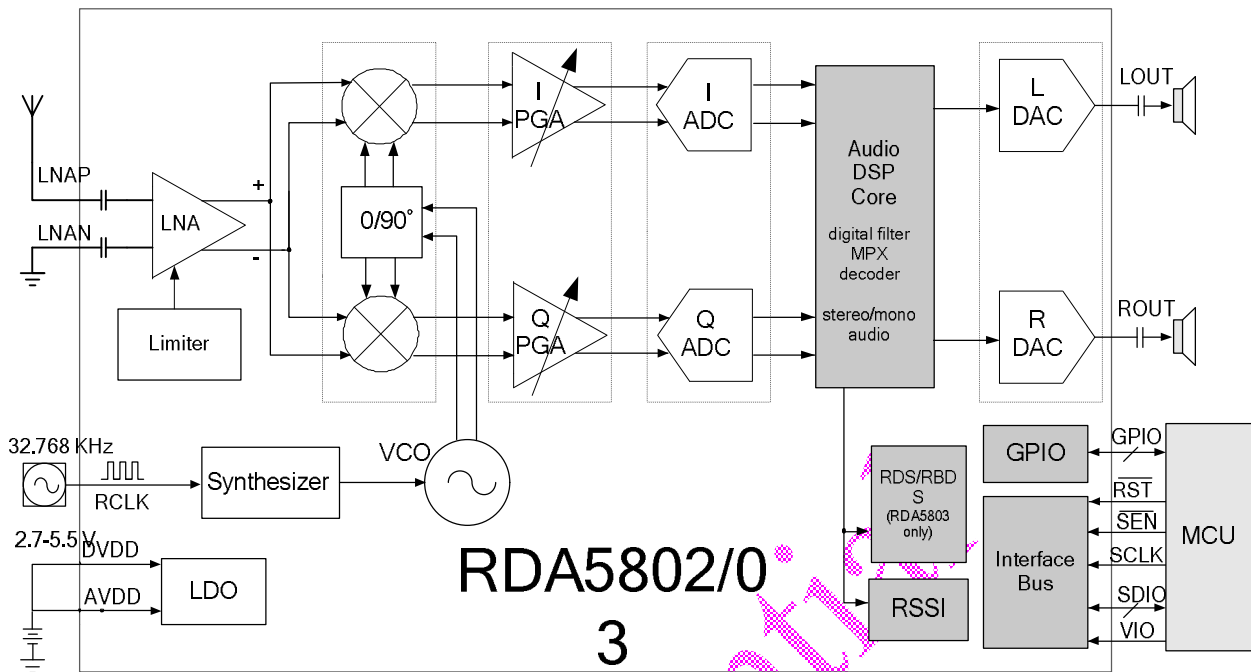 LNAP
LNAN
LNA
+
-
Limiter
0/90°
I
PGA
Q
PGA
I
ADC
Q
ADC
Audio
DSP
Core
digital filter
MPX
decoder
stereo/mono
audio
L
DAC
R
DAC
LOUT
ROUT
32.768 KHz
RCLK
Synthesizer
VCO
2.7-5.5 V
DVDD
AVDD
LDO
RDA5802/0
3
RDS/RBD
S
(RDA5803
only)
RSSI
GPIO
Interface
Bus
GPIO
RST
SEN
SCLK
SDIO
VIO
MCU